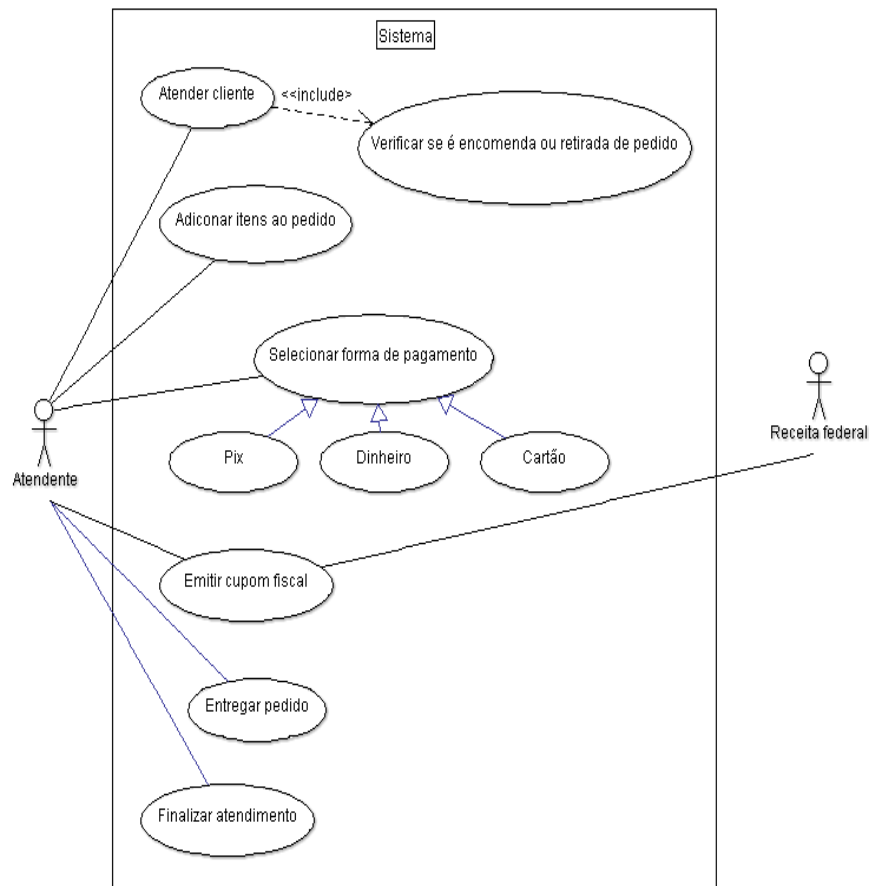 Sistema
Atender cliente
<<include>
Verificar se é encomenda ou retirada de pedido
Adiconar itens ao pedido
Selecionar forma de pagamento
Pix
Dinheiro
Cartão
Receita federal
Atendente
Emitir cupom fiscal
Entregar pedido
Finalizar atendimento